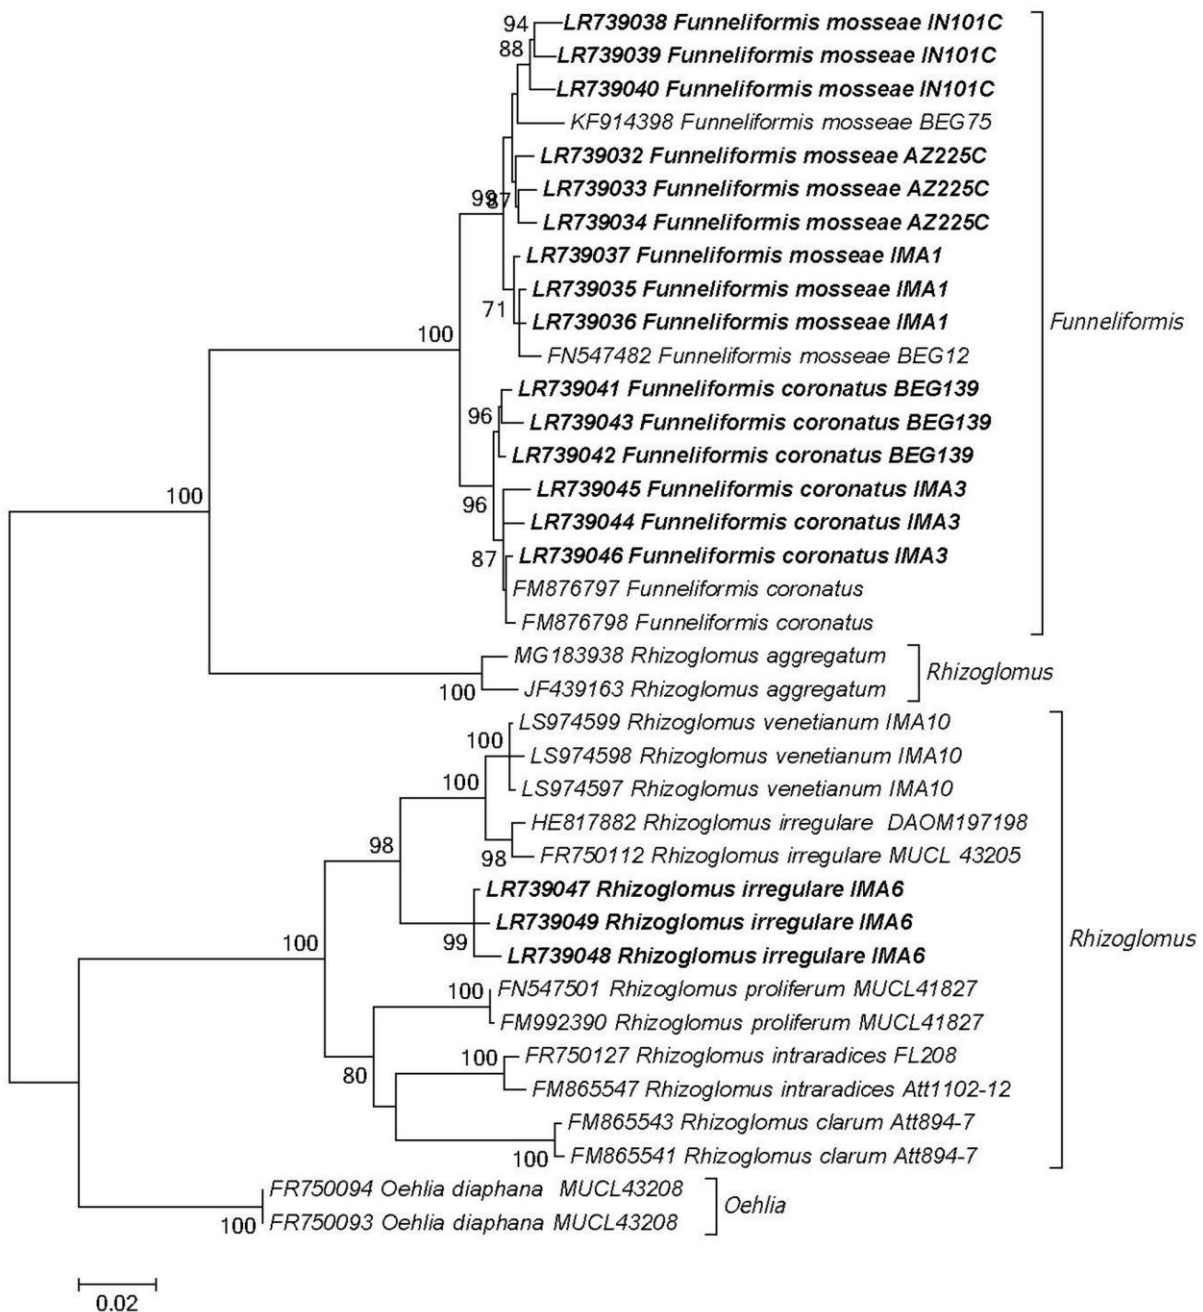 94
LR739038 Funneliformis mosseae IN101C
88
LR739039 Funneliformis mosseae IN101C
LR739040 Funneliformis mosseae IN101C
KF914398 Funneliformis mosseae BEG75
LR739032 Funneliformis mosseae AZ225C
99
87
LR739033 Funneliformis mosseae AZ225C
LR739034 Funneliformis mosseae AZ225C
LR739037 Funneliformis mosseae IMA1
LR739035 Funneliformis mosseae IMA1
71
LR739036 Funneliformis mosseae IMA1
Funneliformis
100
FN547482 Funneliformis mosseae BEG12
LR739041 Funneliformis coronatus BEG139
96
LR739043 Funneliformis coronatus BEG139
LR739042 Funneliformis coronatus BEG139
100
LR739045 Funneliformis coronatus IMA3
96
LR739044 Funneliformis coronatus IMA3
87
LR739046 Funneliformis coronatus IMA3
FM876797 Funneliformis coronatus
FM876798 Funneliformis coronatus
MG183938 Rhizoglomus aggregatum
Rhizoglomus
100
JF439163 Rhizoglomus aggregatum
LS974599 Rhizoglomus venetianum IMA10
100
LS974598 Rhizoglomus venetianum IMA10
100
LS974597 Rhizoglomus venetianum IMA10
HE817882 Rhizoglomus irregulare DAOM197198
98
98
FR750112 Rhizoglomus irregulare MUCL 43205
LR739047 Rhizoglomus irregulare IMA6
LR739049 Rhizoglomus irregulare IMA6
100
99
Rhizoglomus
LR739048 Rhizoglomus irregulare IMA6
100
FN547501 Rhizoglomus proliferum MUCL41827
FM992390 Rhizoglomus proliferum MUCL41827
100
FR750127 Rhizoglomus intraradices FL208
80
FM865547 Rhizoglomus intraradices Att1102-12
FM865543 Rhizoglomus clarum Att894-7
100
FM865541 Rhizoglomus clarum Att894-7
FR750094 Oehlia diaphana MUCL43208
Oehlia
100
FR750093 Oehlia diaphana MUCL43208
0.02